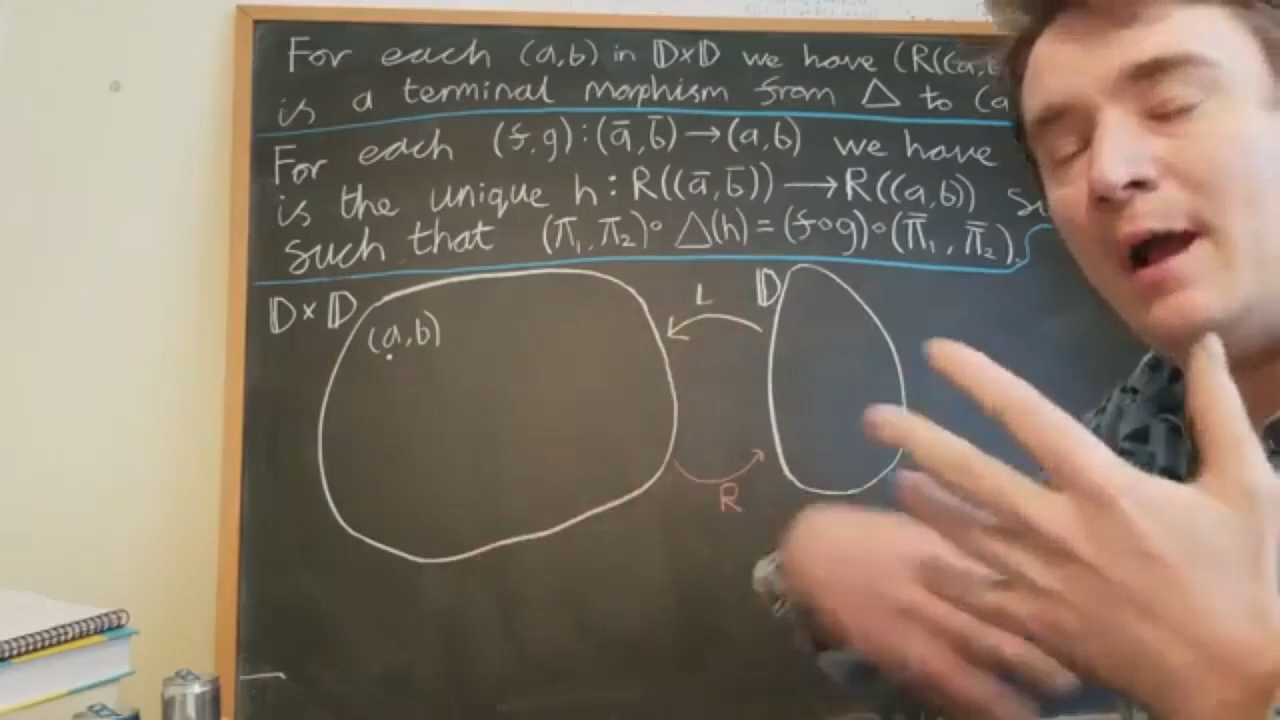 For each (a,b) in 𝔻×𝔻 we have (R((a,b
is a terminal morphism from △ to (a
For each (f,g):(ā,b̄)→(a,b) we have
is the unique h: R((ā,b̄))→R((a,b)) su
such that (π₁,π₂)∘△(h)=(f∘g)∘(π̄₁,π̄₂).
𝔻×𝔻
(a,b)
L
𝔻
R